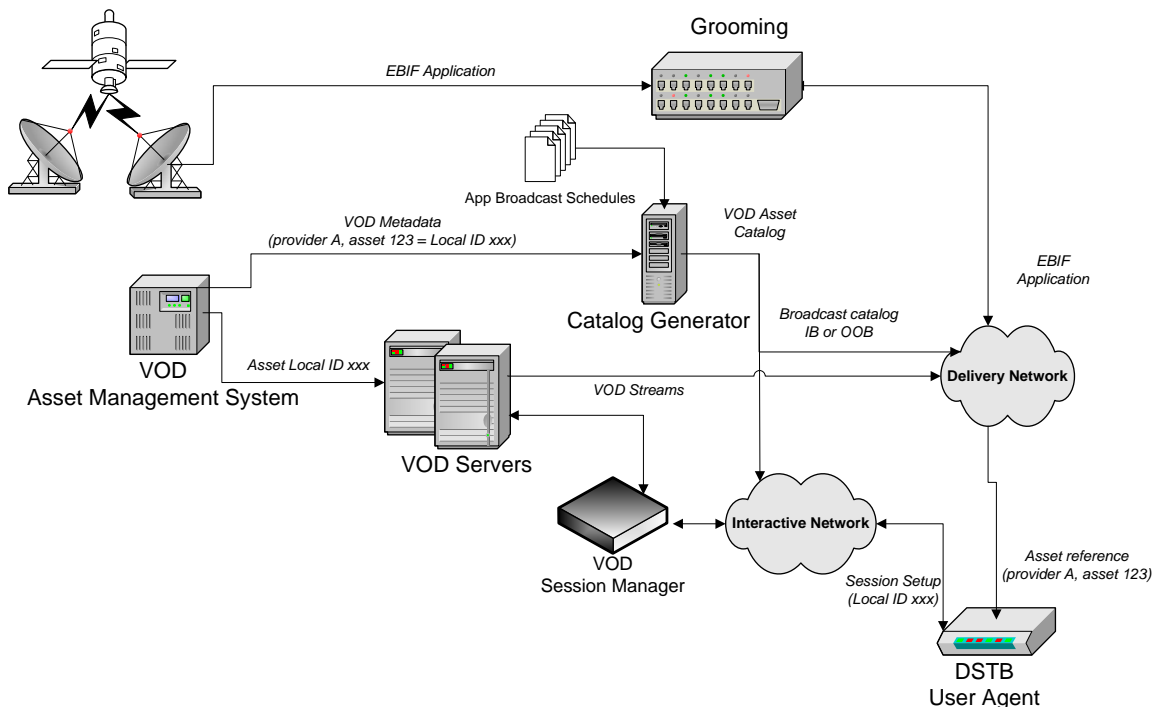 Grooming
EBIF Application
App Broadcast Schedules
VOD Metadata
(provider A, asset 123 = Local ID xxx)
VOD Asset
Catalog
EBIF
Application
Catalog Generator
Broadcast catalog
IB or OOB
VOD
Asset Management System
Asset Local ID xxx
VOD Streams
Delivery Network
VOD Servers
Interactive Network
VOD
Session Manager
Session Setup
(Local ID xxx)
Asset reference
(provider A, asset 123)
DSTB
User Agent